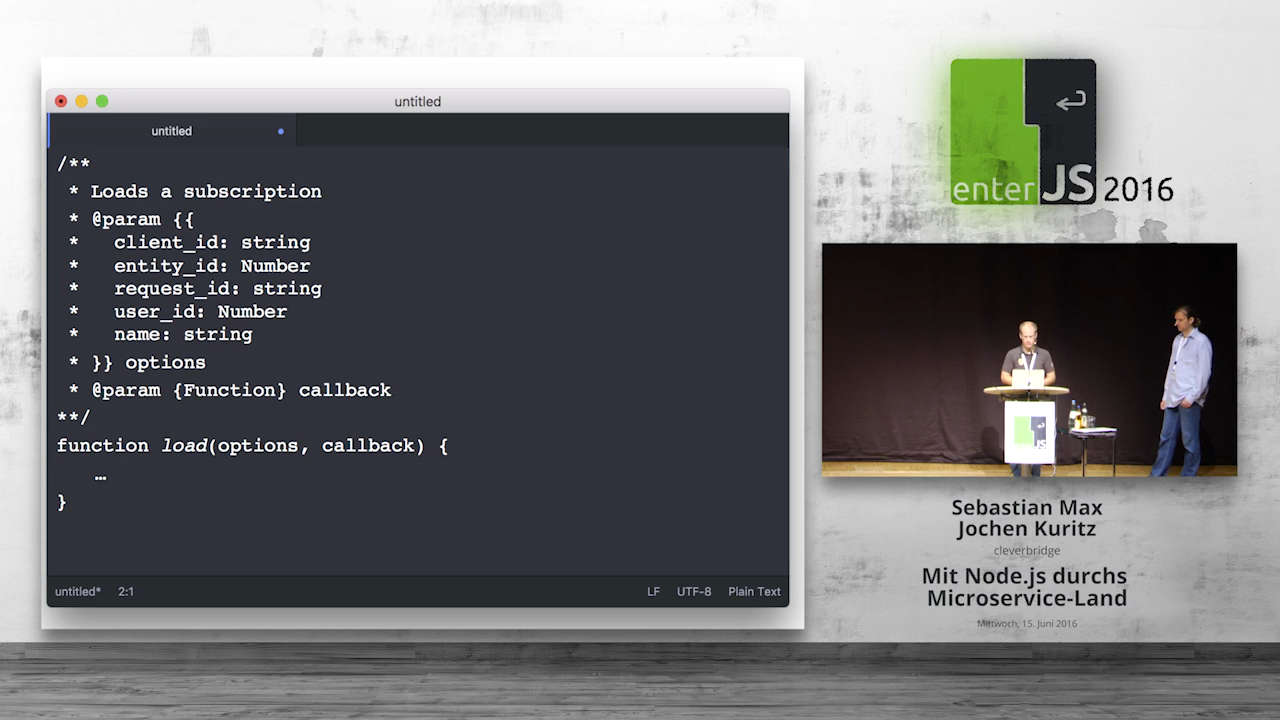 untitled
untitled
/**
* Loads a subscription
* @param {{
* client_id: string
* entity_id: Number
* request_id: string
* user_id: Number
* name: string
* }} options
* @param {Function} callback
**/
function load(options, callback) {
…
}
untitled* 2:1 LF UTF-8 Plain Text
enter JS 2016
JS
Sebastian Max
Jochen Kuritz
cleverbridge
Mit Node.js durchs
Microservice-Land
Mittwoch, 15. Juni 2016